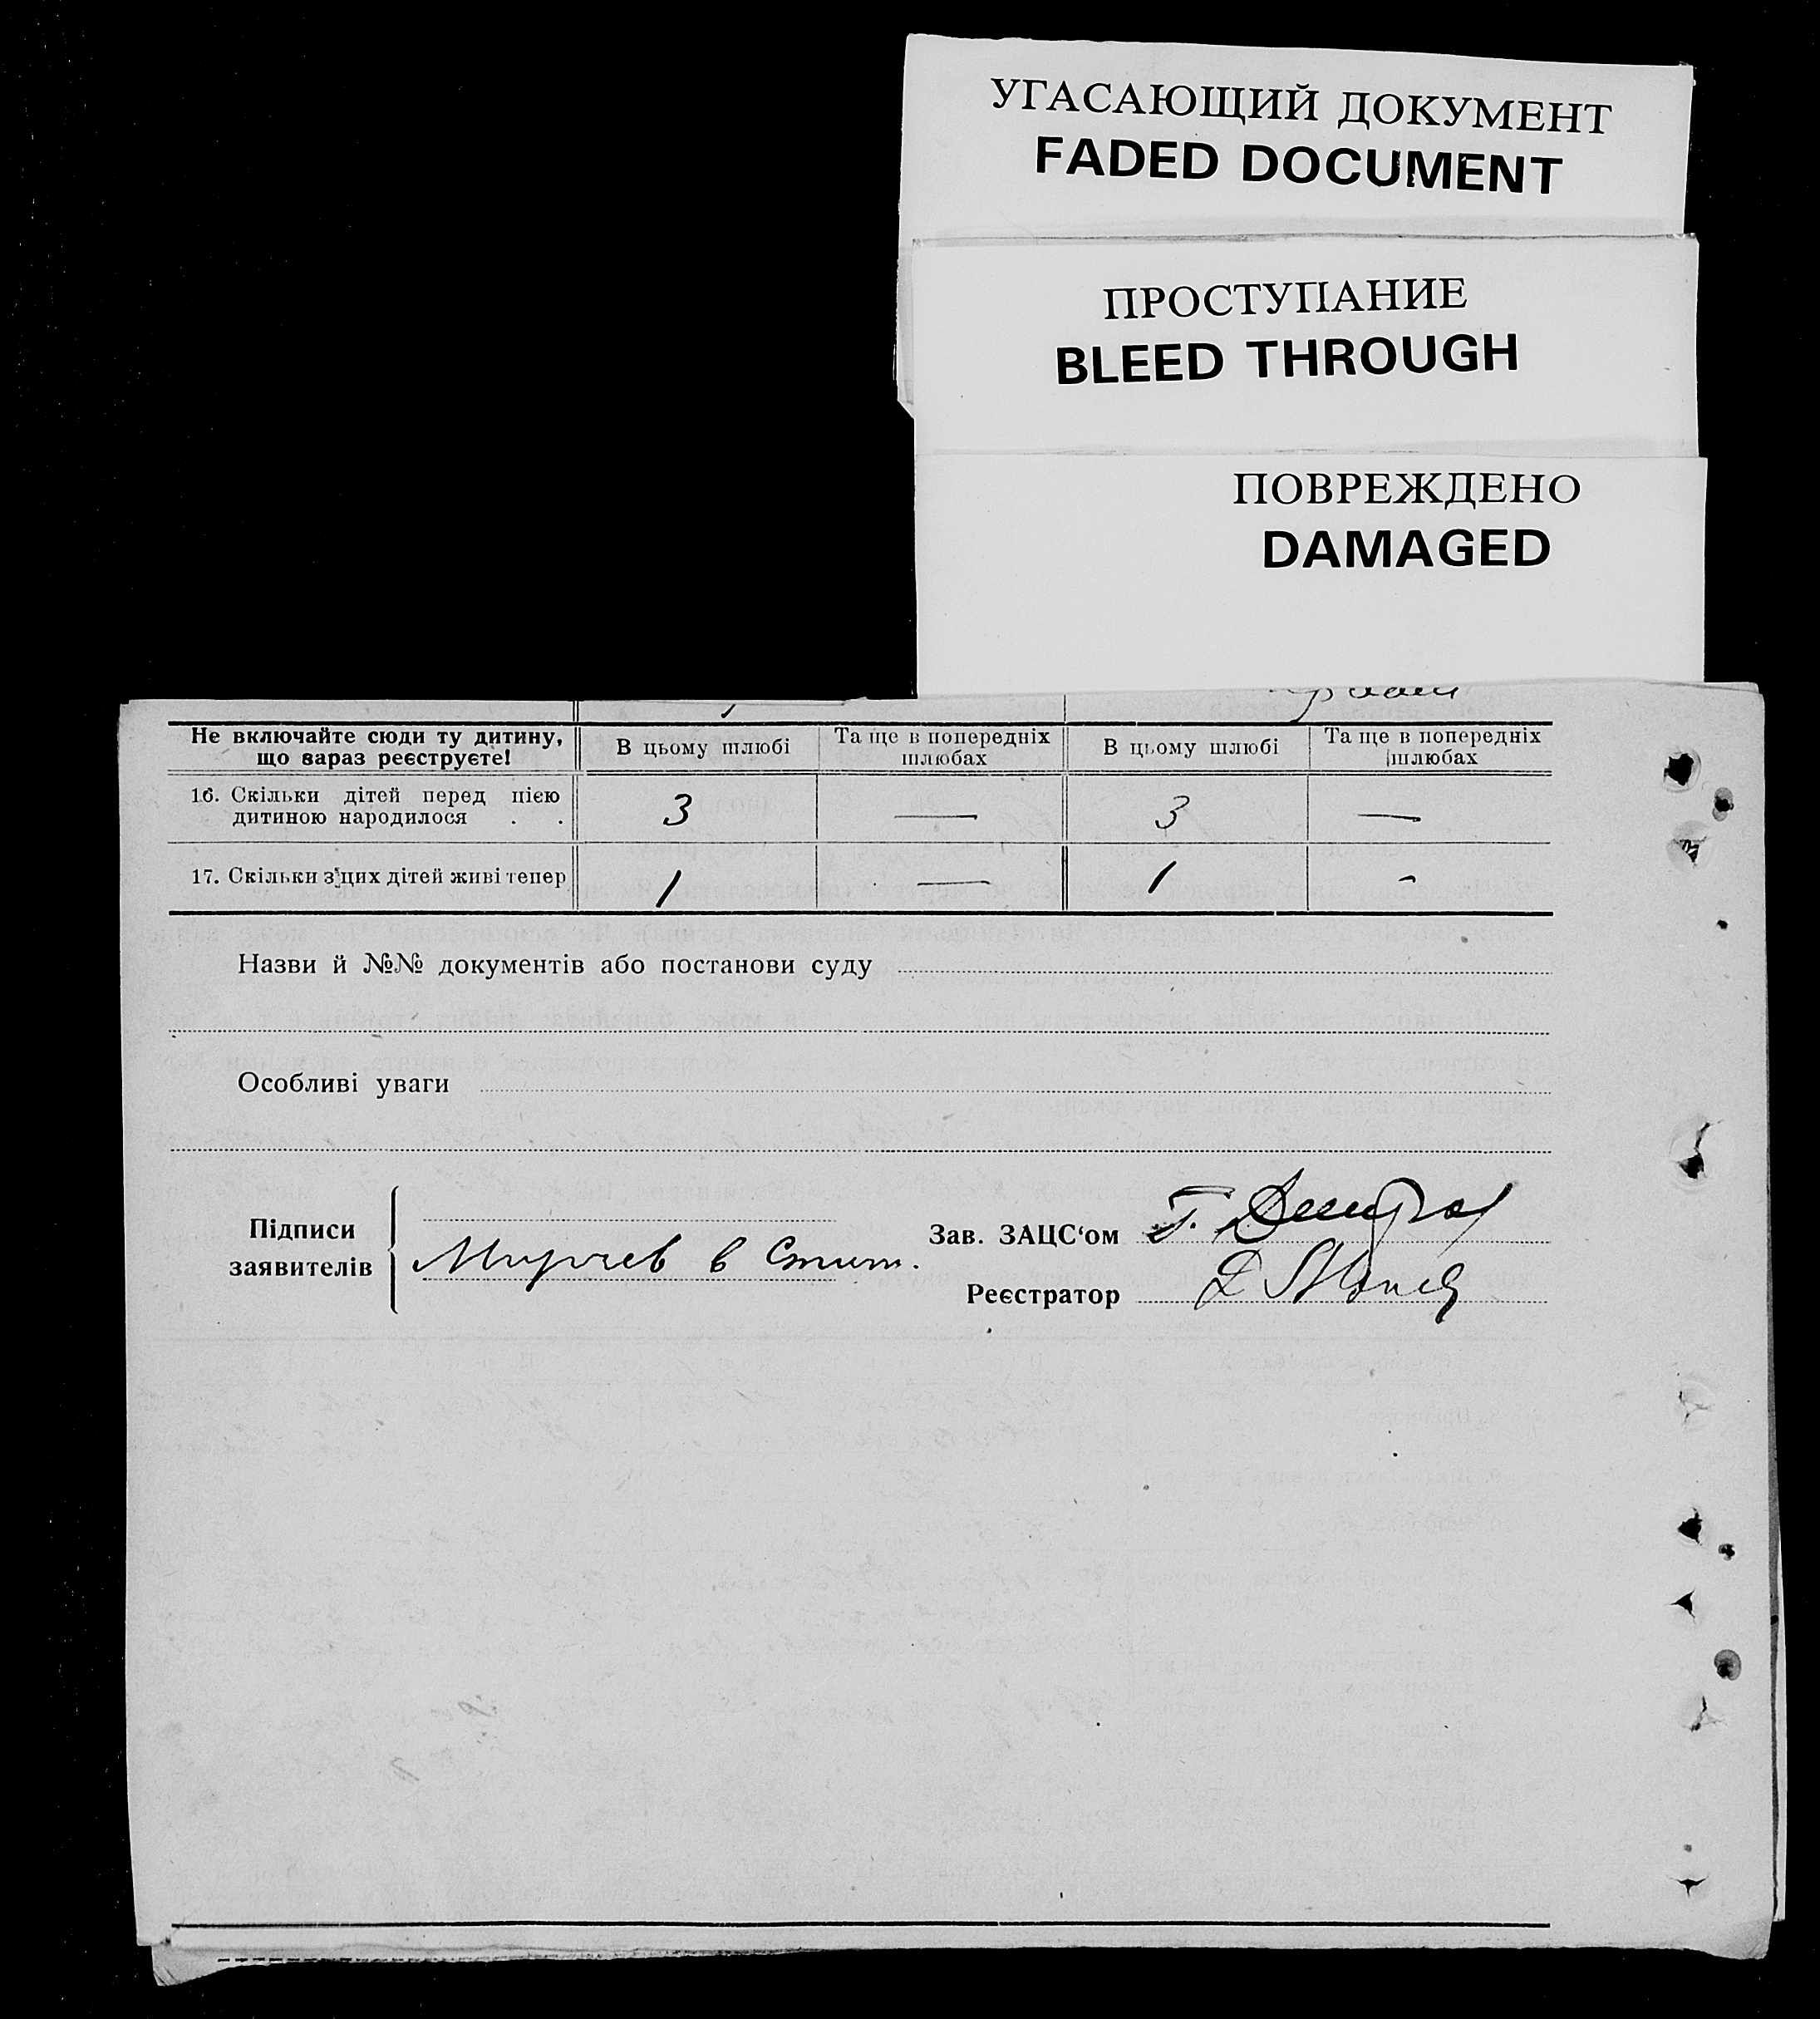 УГАСАЮЩИЙ ДОКУМЕНТ
FADED DOCUMENT
ПРОСТУПАНИЕ
BLEED THROUGH
ПОВРЕЖДЕНО
DAMAGED
Не включайте сюди ту дитину, що вараз реєструєте!
В цьому шлюбі
Та ще в попередніх шлюбах
В цьому шлюбі
Та ще в попередніх шлюбах
16. Скільки дітей перед цією дитиною народилося . .
3 — 3 —
17. Скільки з цих дітей живі тепер
1 — 1 -
Назви й №№ документів або постанови суду
Особливі уваги
Підписи
заявителів
в
Зав. ЗАЦС‘ом
Г.
Реєстратор